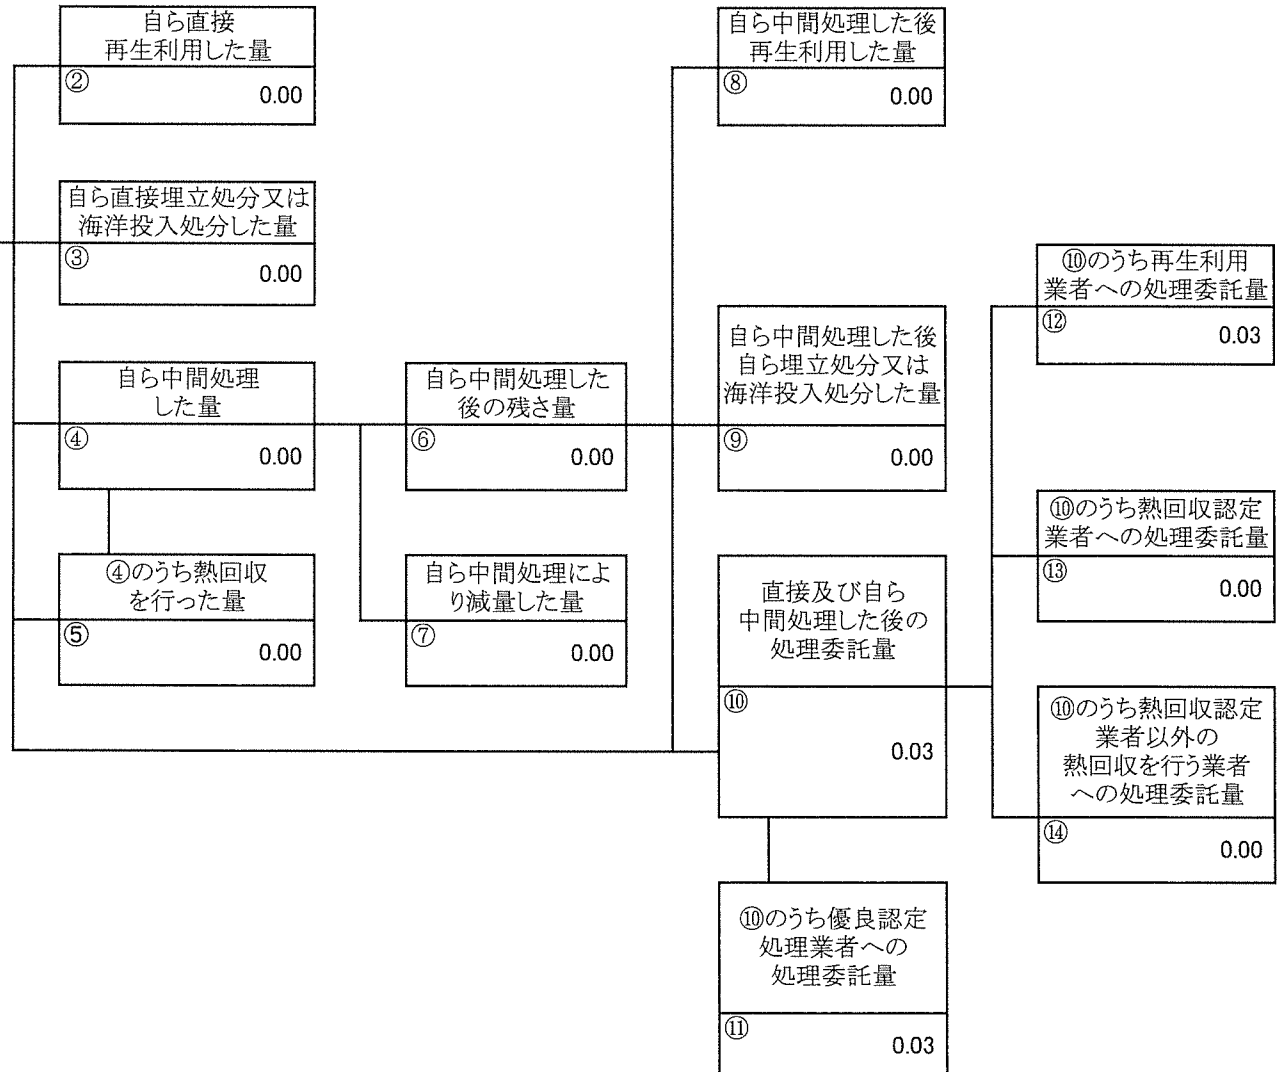 自ら直接
再生利用した量
②
0.00
自ら直接埋立処分又は
海洋投入処分した量
③
0.00
自ら中間処理
した量
④
0.00
④のうち熱回収
を行った量
⑤
0.00
自ら中間処理した
後の残さ量
⑥
0.00
自ら中間処理によ
り減量した量
⑦
0.00
自ら中間処理した後
再生利用した量
⑧
0.00
自ら中間処理した後
自ら埋立処分又は
海洋投入処分した量
⑨
0.00
直接及び自ら
中間処理した後の
処理委託量
⑩
0.03
⑩のうち優良認定
処理業者への
処理委託量
⑪
0.03
⑩のうち再生利用
業者への処理委託量
⑫
0.03
⑩のうち熱回収認定
業者への処理委託量
⑬
0.00
⑩のうち熱回収認定
業者以外の
熱回収を行う業者
への処理委託量
⑭
0.00